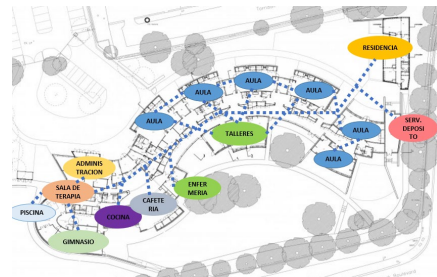 RESIDENCIA
AULA
AULA
AULA
AULA
SERV.
DEPOSI
TO
TALLERES
AULA
AULA
ADMINIS
TRACION
SALA DE
TERAPIA
ENFER
MERIA
PISCINA
COCINA
CAFETE
RIA
GIMNASIO